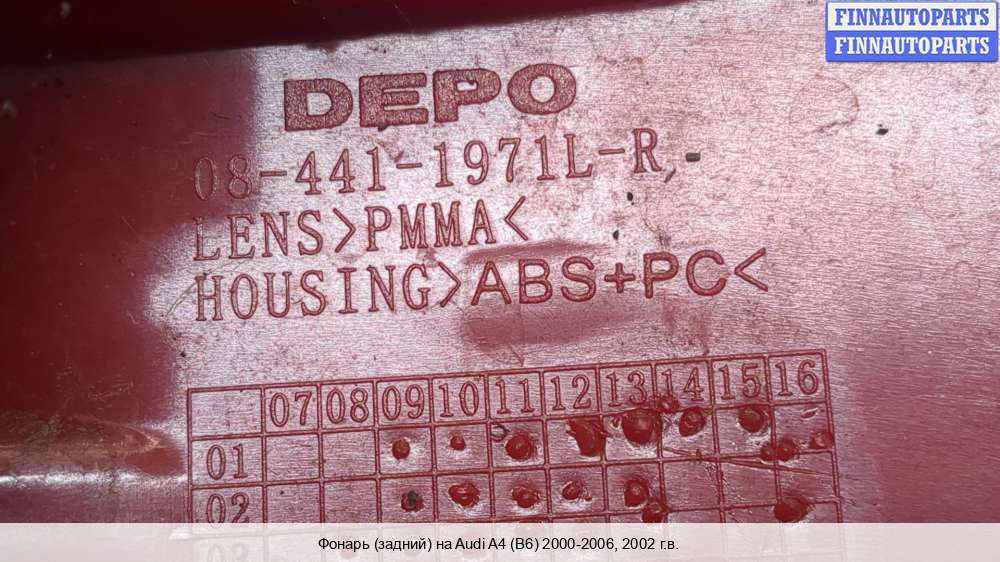 FINNAUTOPARTS
FINNAUTOPARTS
DEPO
08-441-1971L-R
LENS>PMMA<
HOUSING>ABS+PC<
07 08 09 10 11 12 13 14 15 16
01
02
03
Фонарь (задний) на Audi A4 (B6) 2000-2006, 2002 г.в.